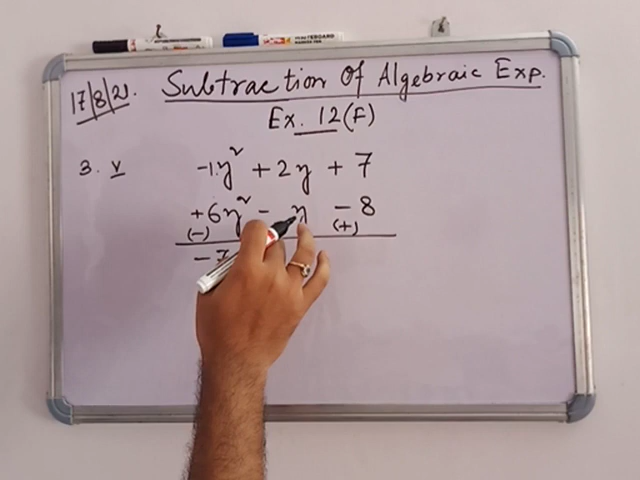 17/8/21. Subtraction Of Algebraic Exp.
Ex. 12(F)
3. v -1y² + 2y + 7
+6y² - y - 8
(-) (+)
-7